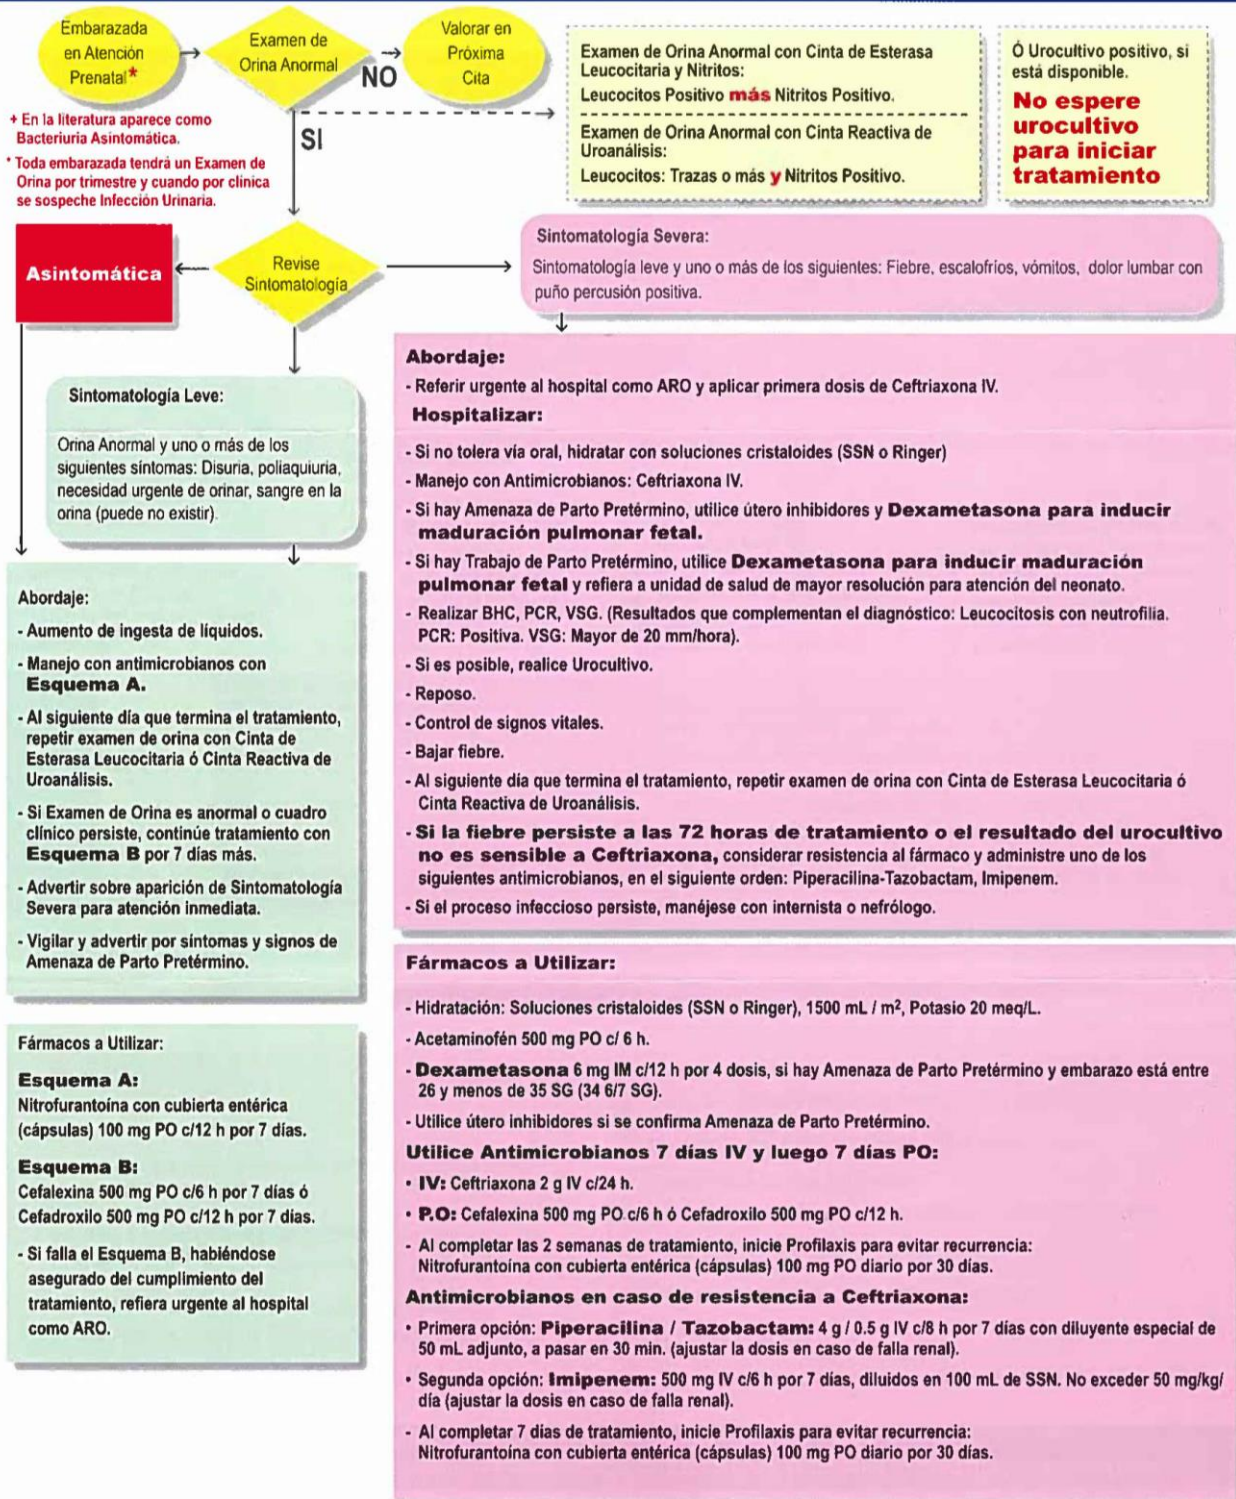 Embarazada
en Atención
Prenatal*
Examen de
Orina Anormal
NO
Valorar en
Próxima
Cita
Examen de Orina Anormal con Cinta de Esterasa
Leucocitaria y Nitritos:
Leucocitos Positivo más Nitritos Positivo.
Examen de Orina Anormal con Cinta Reactiva de
Uroanálisis:
Leucocitos: Trazas o más y Nitritos Positivo.
Ó Urocultivo positivo, si
está disponible.
No espere
urocultivo
para iniciar
tratamiento
+ En la literatura aparece como
Bacteriuria Asintomática.
* Toda embarazada tendrá un Examen de
Orina por trimestre y cuando por clínica
se sospeche Infección Urinaria.
SI
Asintomática
Revise
Sintomatología
Sintomatología Severa:
Sintomatología leve y uno o más de los siguientes: Fiebre, escalofríos, vómitos, dolor lumbar con
puño percusión positiva.
Sintomatología Leve:
Orina Anormal y uno o más de los
siguientes síntomas: Disuria, poliaquiuria,
necesidad urgente de orinar, sangre en la
orina (puede no existir).
Abordaje:
- Aumento de ingesta de líquidos.
- Manejo con antimicrobianos con
Esquema A.
- Al siguiente día que termina el tratamiento,
repetir examen de orina con Cinta de
Esterasa Leucocitaria ó Cinta Reactiva de
Uroanálisis.
- Si Examen de Orina es anormal o cuadro
clínico persiste, continúe tratamiento con
Esquema B por 7 días más.
- Advertir sobre aparición de Sintomatología
Severa para atención inmediata.
- Vigilar y advertir por síntomas y signos de
Amenaza de Parto Pretérmino.
Fármacos a Utilizar:
Esquema A:
Nitrofurantoína con cubierta entérica
(cápsulas) 100 mg PO c/12 h por 7 días.
Esquema B:
Cefalexina 500 mg PO c/6 h por 7 días ó
Cefadroxilo 500 mg PO c/12 h por 7 días.
- Si falla el Esquema B, habiéndose
asegurado del cumplimiento del
tratamiento, refiera urgente al hospital
como ARO.
Abordaje:
- Referir urgente al hospital como ARO y aplicar primera dosis de Ceftriaxona IV.
Hospitalizar:
- Si no tolera vía oral, hidratar con soluciones cristaloides (SSN o Ringer)
- Manejo con Antimicrobianos: Ceftriaxona IV.
- Si hay Amenaza de Parto Pretérmino, utilice útero inhibidores y Dexametasona para inducir
maduración pulmonar fetal.
- Si hay Trabajo de Parto Pretérmino, utilice Dexametasona para inducir maduración
pulmonar fetal y refiera a unidad de salud de mayor resolución para atención del neonato.
- Realizar BHC, PCR, VSG. (Resultados que complementan el diagnóstico: Leucocitosis con neutrofilia.
PCR: Positiva. VSG: Mayor de 20 mm/hora).
- Si es posible, realice Urocultivo.
- Reposo.
- Control de signos vitales.
- Bajar fiebre.
- Al siguiente día que termina el tratamiento, repetir examen de orina con Cinta de Esterasa Leucocitaria ó
Cinta Reactiva de Uroanálisis.
- Si la fiebre persiste a las 72 horas de tratamiento o el resultado del urocultivo
no es sensible a Ceftriaxona, considerar resistencia al fármaco y administre uno de los
siguientes antimicrobianos, en el siguiente orden: Piperacilina-Tazobactam, Imipenem.
- Si el proceso infeccioso persiste, manéjese con internista o nefrólogo.
Fármacos a Utilizar:
- Hidratación: Soluciones cristaloides (SSN o Ringer), 1500 mL / m², Potasio 20 meq/L.
- Acetaminofén 500 mg PO c/ 6 h.
- Dexametasona 6 mg IM c/12 h por 4 dosis, si hay Amenaza de Parto Pretérmino y embarazo está entre
26 y menos de 35 SG (34 6/7 SG).
- Utilice útero inhibidores si se confirma Amenaza de Parto Pretérmino.
Utilice Antimicrobianos 7 días IV y luego 7 días PO:
• IV: Ceftriaxona 2 g IV c/24 h.
• P.O: Cefalexina 500 mg PO c/6 h ó Cefadroxilo 500 mg PO c/12 h.
- Al completar las 2 semanas de tratamiento, inicie Profilaxis para evitar recurrencia:
Nitrofurantoína con cubierta entérica (cápsulas) 100 mg PO diario por 30 días.
Antimicrobianos en caso de resistencia a Ceftriaxona:
• Primera opción: Piperacilina / Tazobactam: 4 g / 0.5 g IV c/8 h por 7 días con diluyente especial de
50 mL adjunto, a pasar en 30 min. (ajustar la dosis en caso de falla renal).
• Segunda opción: Imipenem: 500 mg IV c/6 h por 7 días, diluidos en 100 mL de SSN. No exceder 50 mg/kg/
día (ajustar la dosis en caso de falla renal).
- Al completar 7 días de tratamiento, inicie Profilaxis para evitar recurrencia:
Nitrofurantoína con cubierta entérica (cápsulas) 100 mg PO diario por 30 días.